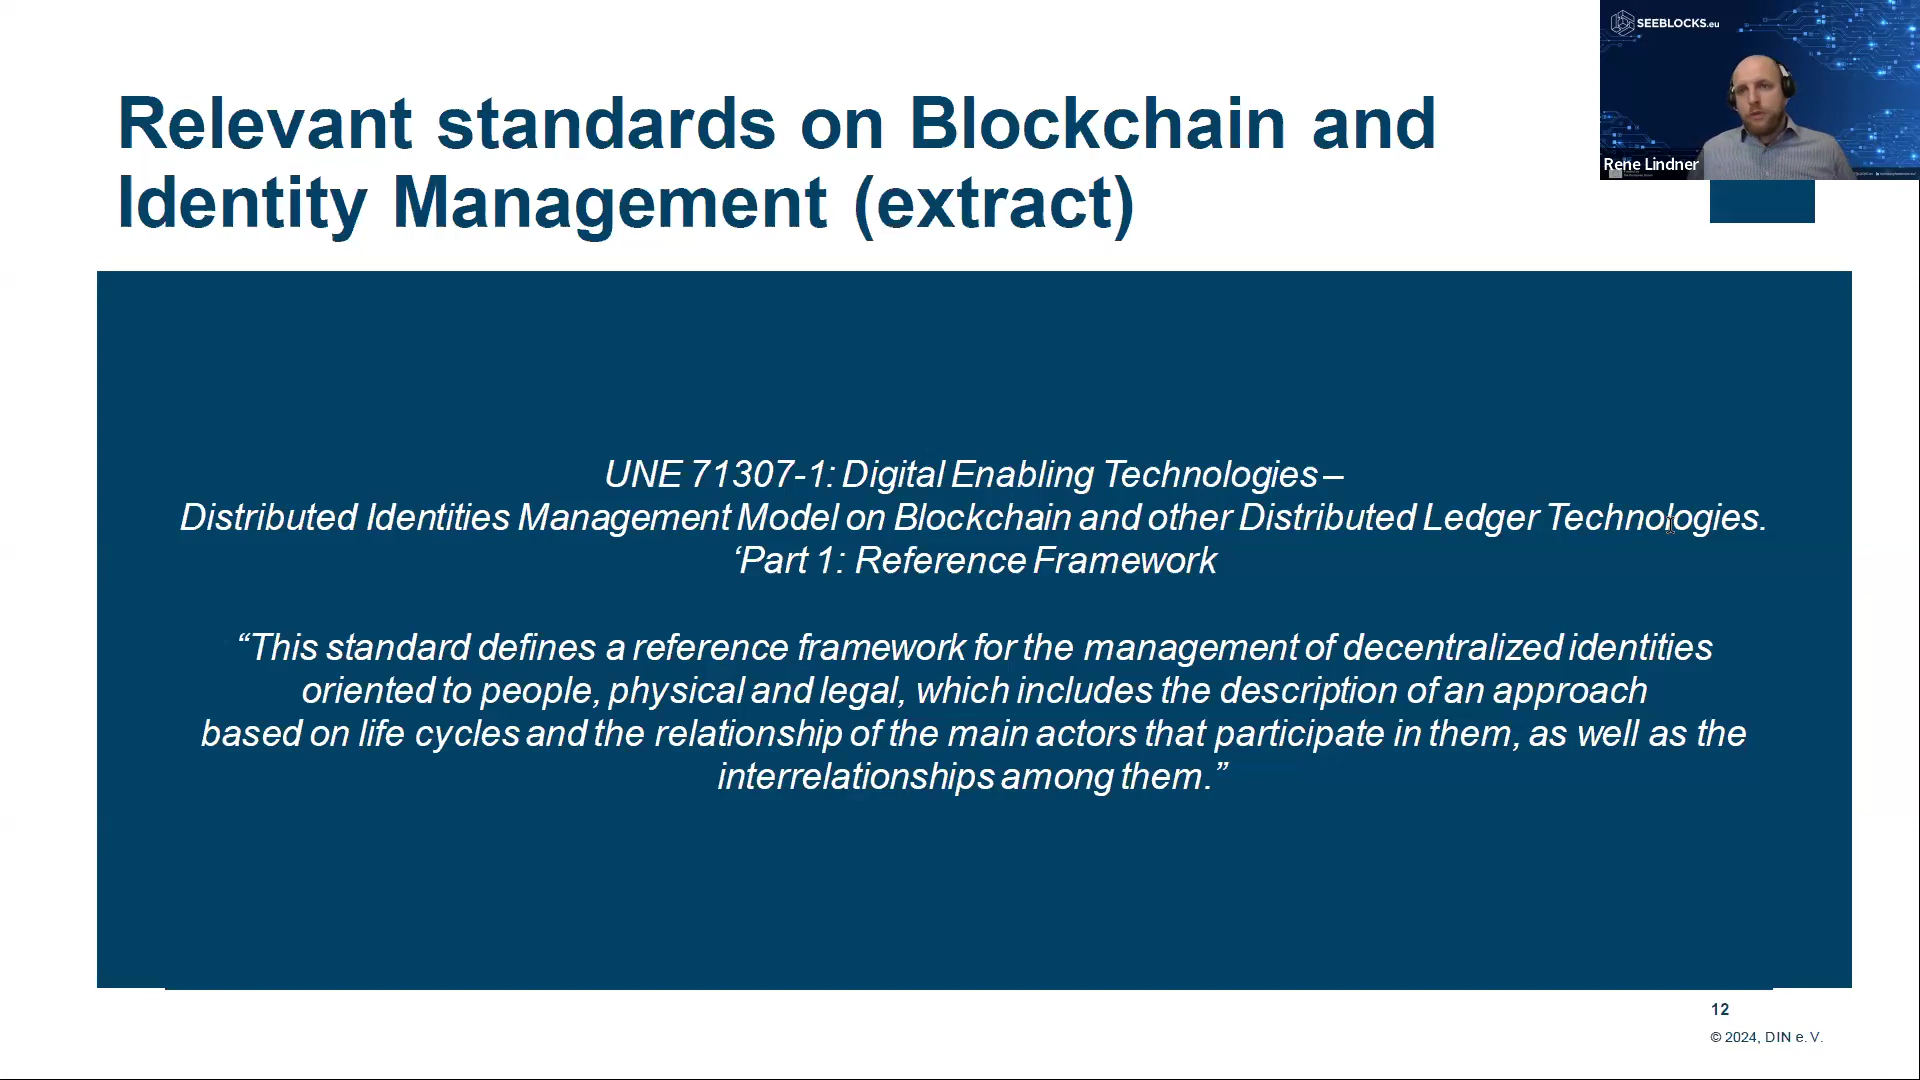 SEEBLOCKS.eu
Rene Lindner
Relevant standards on Blockchain and
Identity Management (extract)
UNE 71307-1: Digital Enabling Technologies –
Distributed Identities Management Model on Blockchain and other Distributed Ledger Technologies.
‘Part 1: Reference Framework
“This standard defines a reference framework for the management of decentralized identities
oriented to people, physical and legal, which includes the description of an approach
based on life cycles and the relationship of the main actors that participate in them, as well as the
interrelationships among them.”
12
© 2024, DIN e. V.